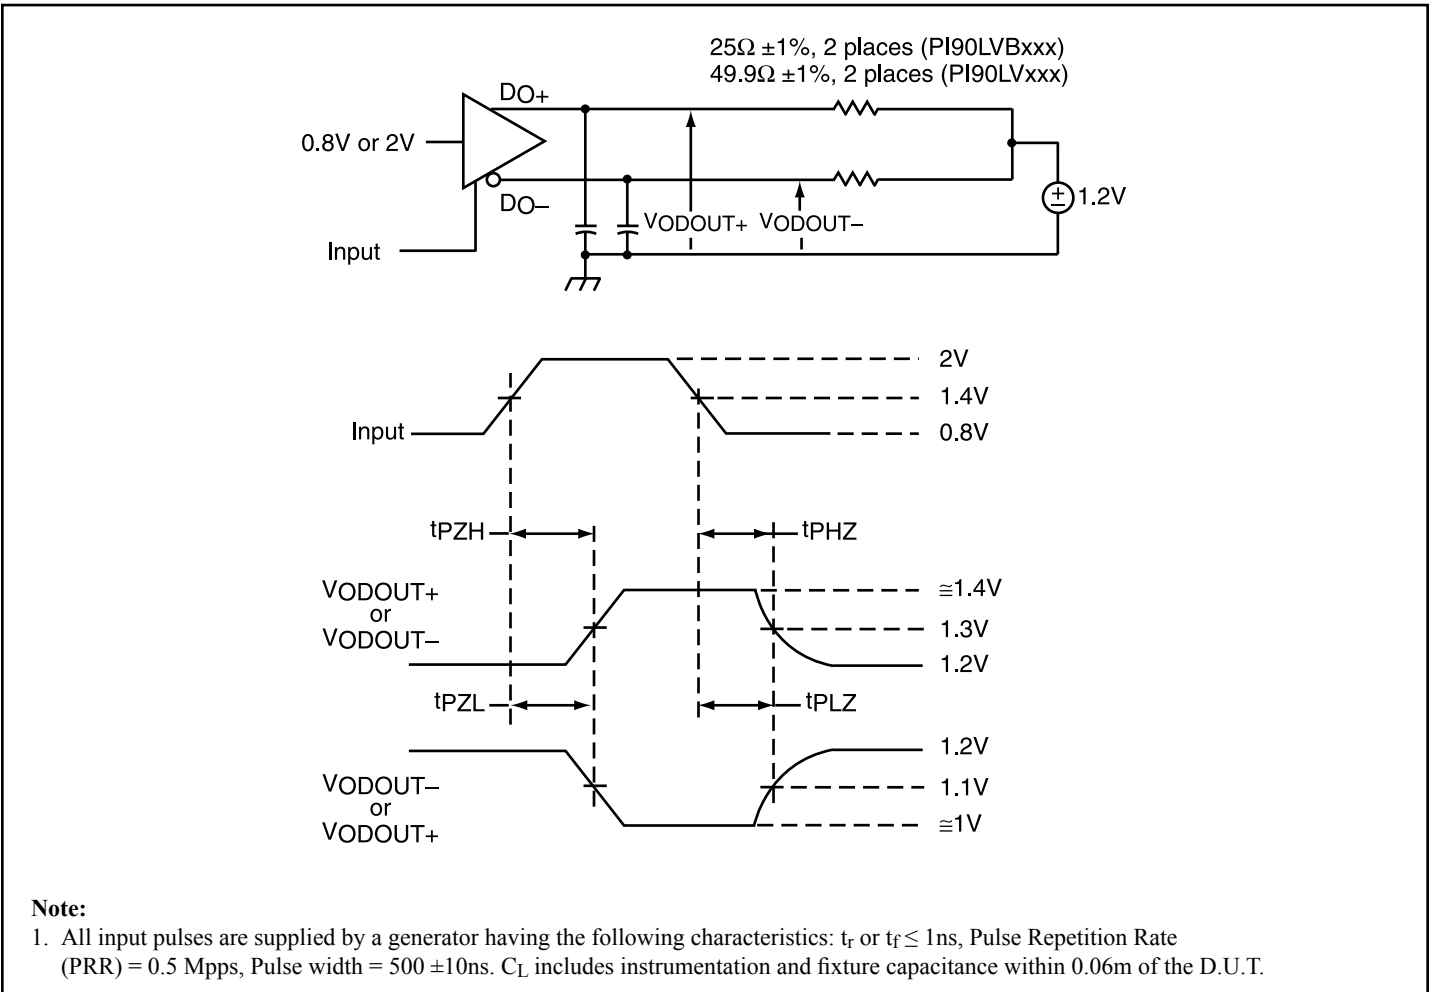 25Ω ±1%, 2 places (PI90LVBxxx)
49.9Ω ±1%, 2 places (PI90LVxxx)
DO+
0.8V or 2V
DO–
VODOUT+ VODOUT–
1.2V
Input
2V
1.4V
Input
0.8V
tPZH
tPHZ
VODOUT+
or
VODOUT–
≅1.4V
1.3V
1.2V
tPZL
tPLZ
1.2V
VODOUT–
or
VODOUT+
1.1V
≅1V
Note:
1. All input pulses are supplied by a generator having the following characteristics: tr or tf ≤ 1ns, Pulse Repetition Rate
(PRR) = 0.5 Mpps, Pulse width = 500 ±10ns. CL includes instrumentation and fixture capacitance within 0.06m of the D.U.T.